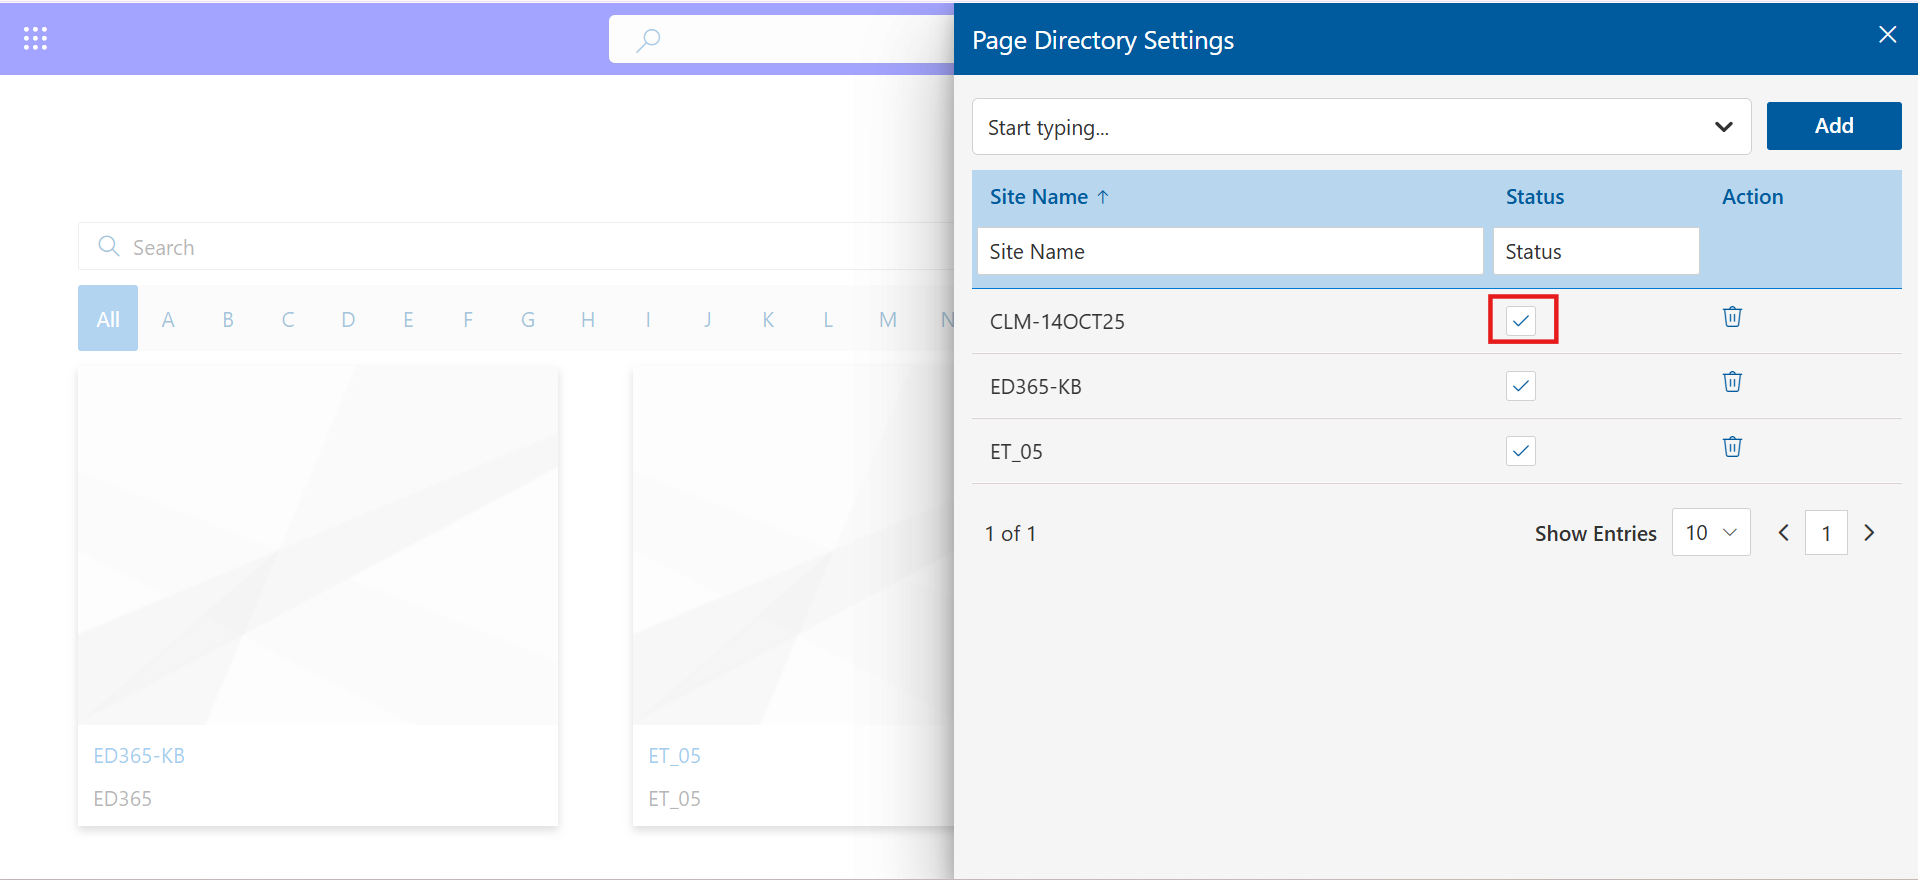 Page Directory Settings
Start typing...
Add
Site Name ↑
Status
Action
Site Name
Status
CLM-14OCT25
ED365-KB
ET_05
1 of 1
Show Entries
10
1
Search
All A B C D E F G H I J K L M N
ED365-KB
ED365
ET_05
ET_05